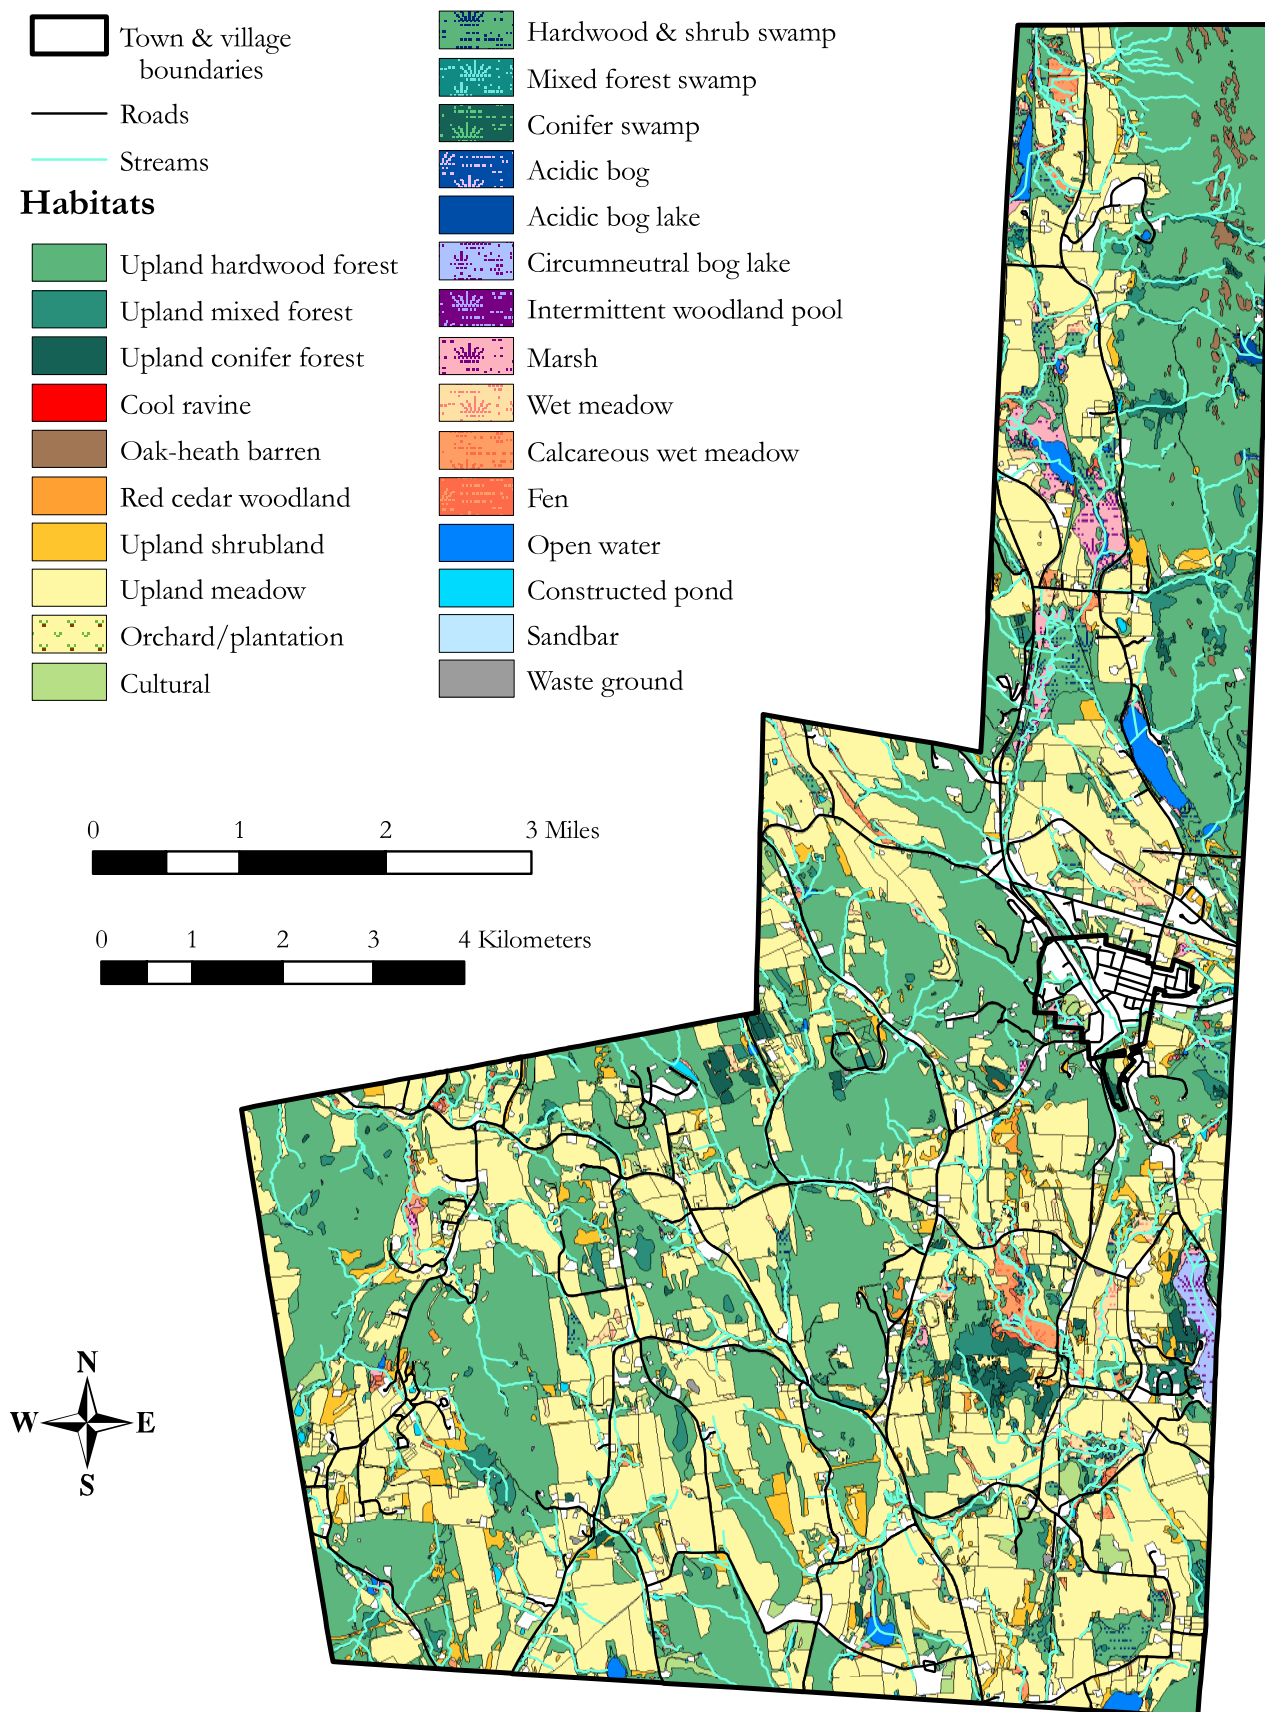 Town & village
boundaries
Roads
Streams
Habitats
Upland hardwood forest
Upland mixed forest
Upland conifer forest
Cool ravine
Oak-heath barren
Red cedar woodland
Upland shrubland
Upland meadow
Orchard/plantation
Cultural
Hardwood & shrub swamp
Mixed forest swamp
Conifer swamp
Acidic bog
Acidic bog lake
Circumneutral bog lake
Intermittent woodland pool
Marsh
Wet meadow
Calcareous wet meadow
Fen
Open water
Constructed pond
Sandbar
Waste ground
0 1 2 3 Miles
0 1 2 3 4 Kilometers
N
W E
S